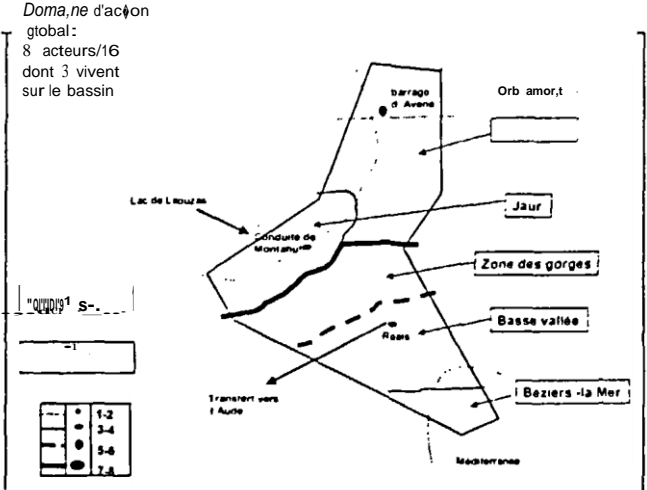 Doma,ne d'ac
gtobal:
8 acteurs/16
dont 3 vivent
sur le bassin
barrago
d Avene
Orb amor,t
Lac de Laouzas
Jaur
Conduite de
Montahut
Zone des gorges
S-.
Basse vallée
Reals
-1
Transfert vers
l Aude
Beziers -la Mer
1-2
3-4
5-6
7-8
Mediterranee